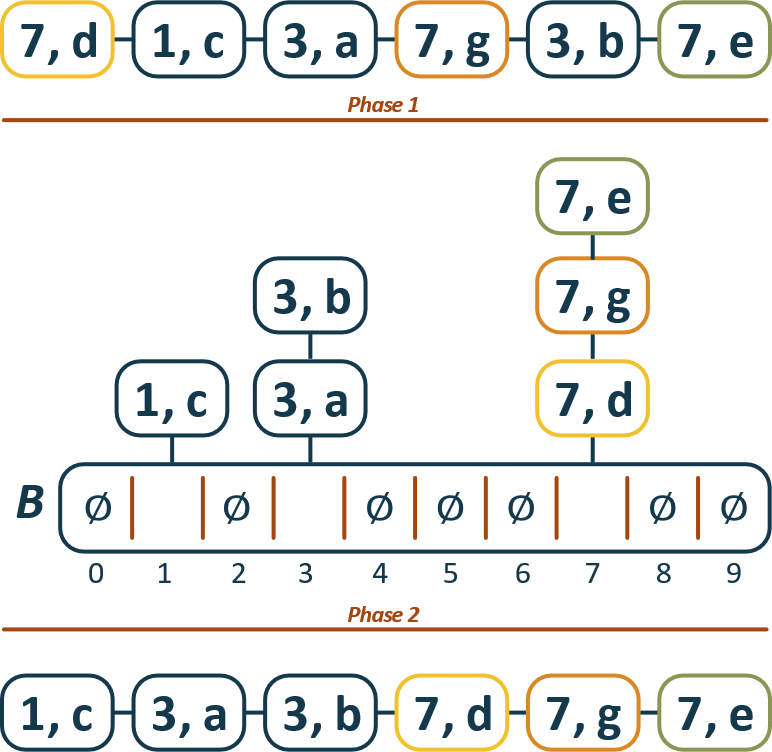 7, d 1, c 3, a 7, g 3, b 7, e
Phase 1
7, e
3, b 7, g
1, c 3, a 7, d
B ∅ ∅ ∅ ∅ ∅ ∅ ∅
0 1 2 3 4 5 6 7 8 9
Phase 2
1, c 3, a 3, b 7, d 7, g 7, e